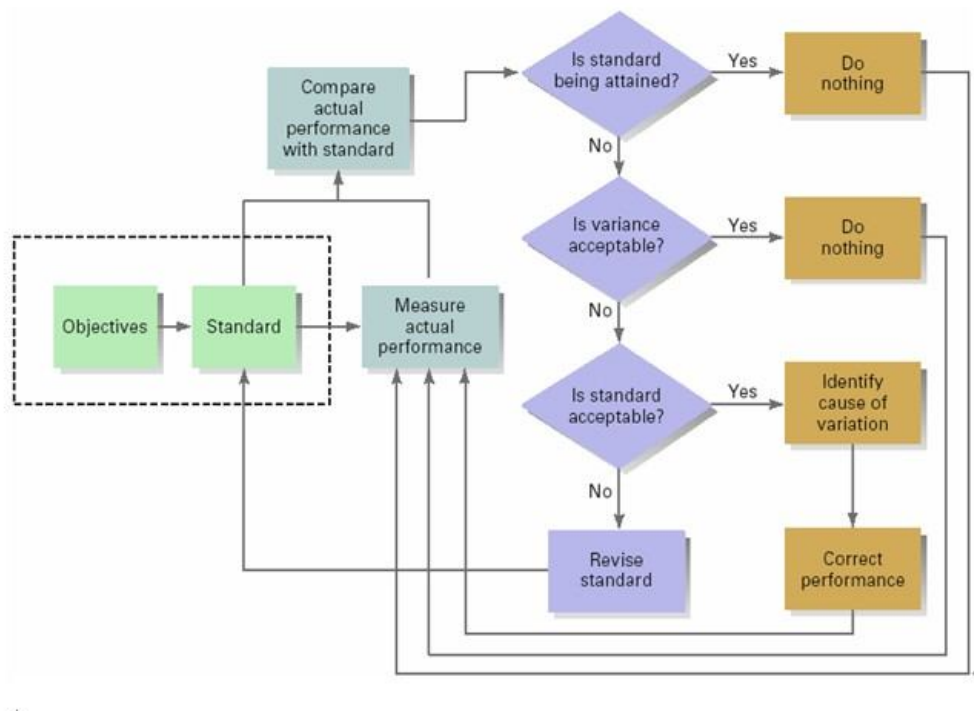 Is standard
being attained?
Yes
Do
nothing
Compare
actual
performance
with standard
No
Is variance
acceptable?
Yes
Do
nothing
Objectives
Standard
Measure
actual
performance
No
Is standard
acceptable?
Yes
Identify
cause of
variation
No
Revise
standard
Correct
performance